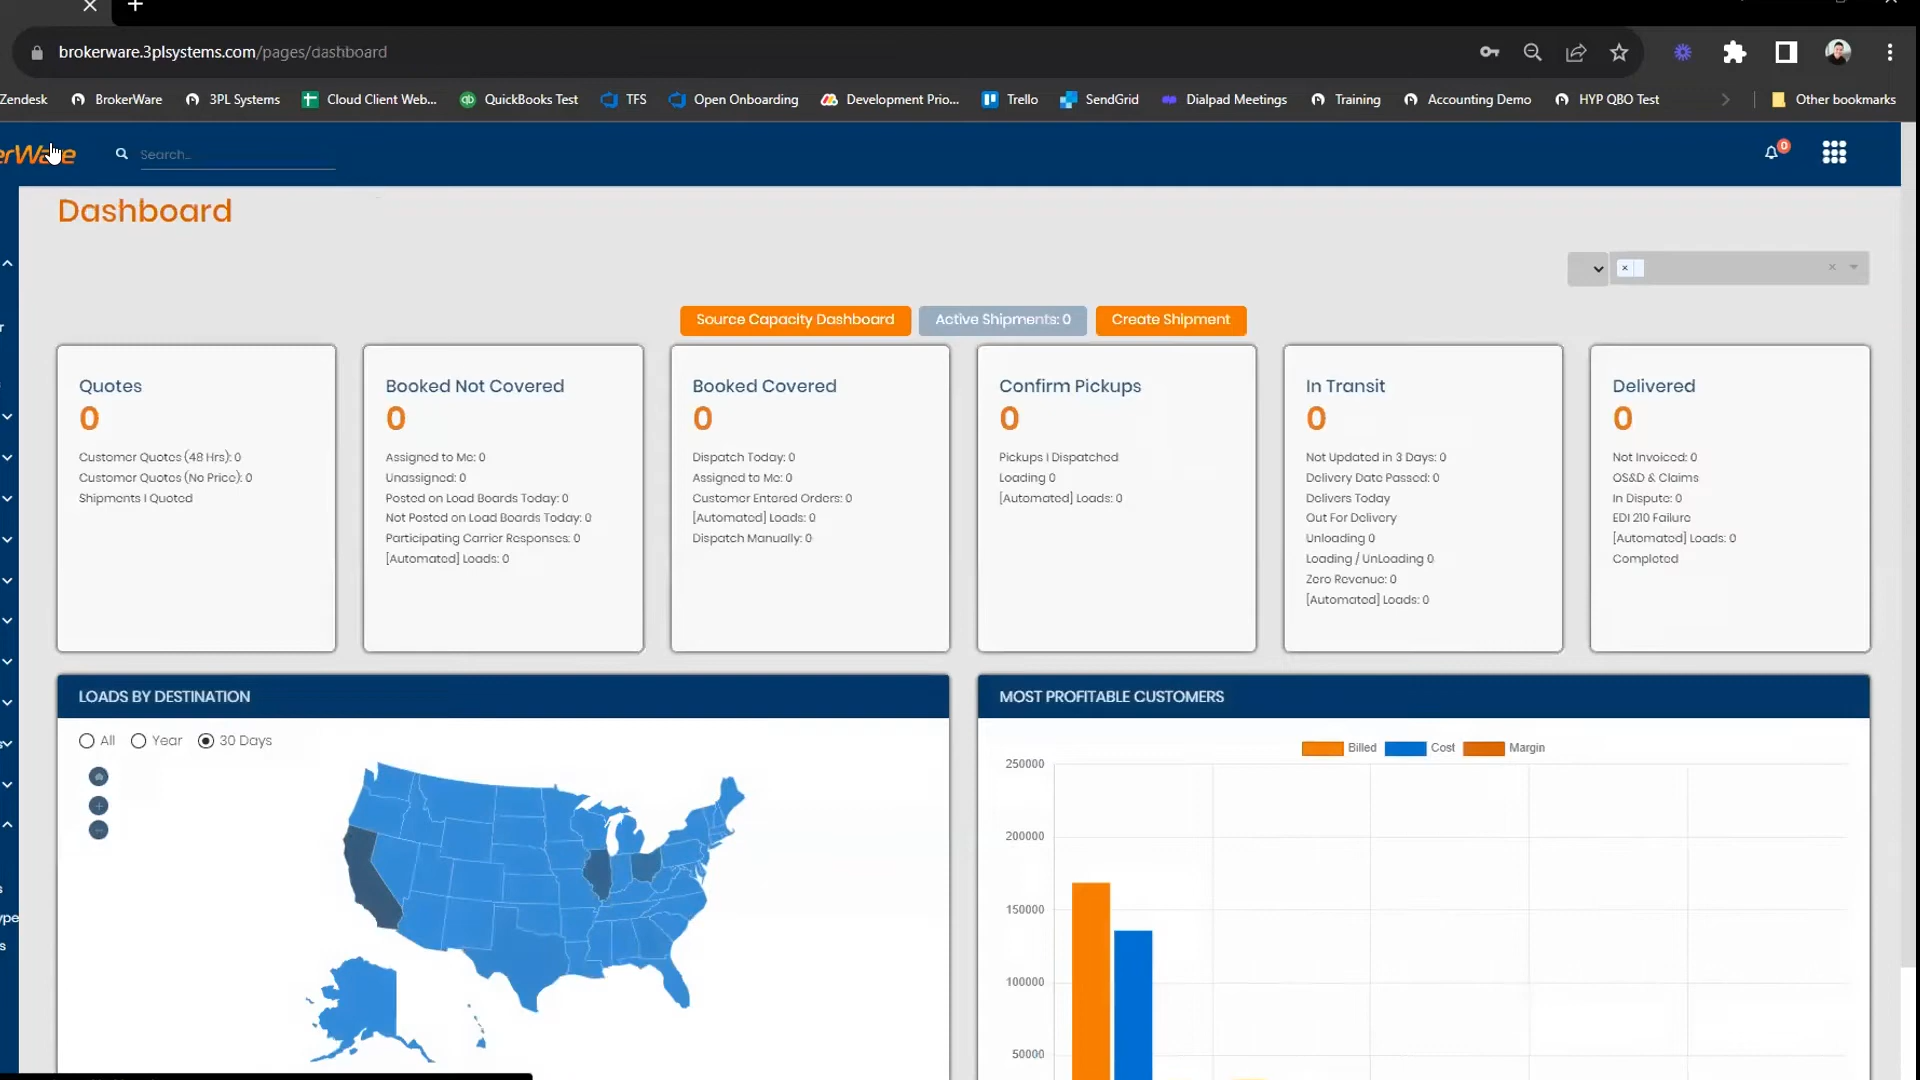 brokerware.3plsystems.com/pages/dashboard
Zendesk BrokerWare 3PL Systems Cloud Client Web... QuickBooks Test TFS Open Onboarding Development Prio... Trello SendGrid Dialpad Meetings Training Accounting Demo HYP QBO Test Other bookmarks
erWare Search... 0
Dashboard
Source Capacity Dashboard Active Shipments: 0 Create Shipment
Quotes
0
Customer Quotes (48 Hrs): 0
Customer Quotes (No Price): 0
Shipments I Quoted
Booked Not Covered
0
Assigned to Me: 0
Unassigned: 0
Posted on Load Boards Today: 0
Not Posted on Load Boards Today: 0
Participating Carrier Responses: 0
[Automated] Loads: 0
Booked Covered
0
Dispatch Today: 0
Assigned to Me: 0
Customer Entered Orders: 0
[Automated] Loads: 0
Dispatch Manually: 0
Confirm Pickups
0
Pickups I Dispatched
Loading 0
[Automated] Loads: 0
In Transit
0
Not Updated in 3 Days: 0
Delivery Date Passed: 0
Delivers Today
Out For Delivery
Unloading 0
Loading / UnLoading 0
Zero Revenue: 0
[Automated] Loads: 0
Delivered
0
Not Invoiced: 0
OS&D & Claims
In Dispute: 0
EDI 210 Failure
[Automated] Loads: 0
Completed
LOADS BY DESTINATION
All Year 30 Days
MOST PROFITABLE CUSTOMERS
Billed Cost Margin
250000
200000
150000
100000
50000